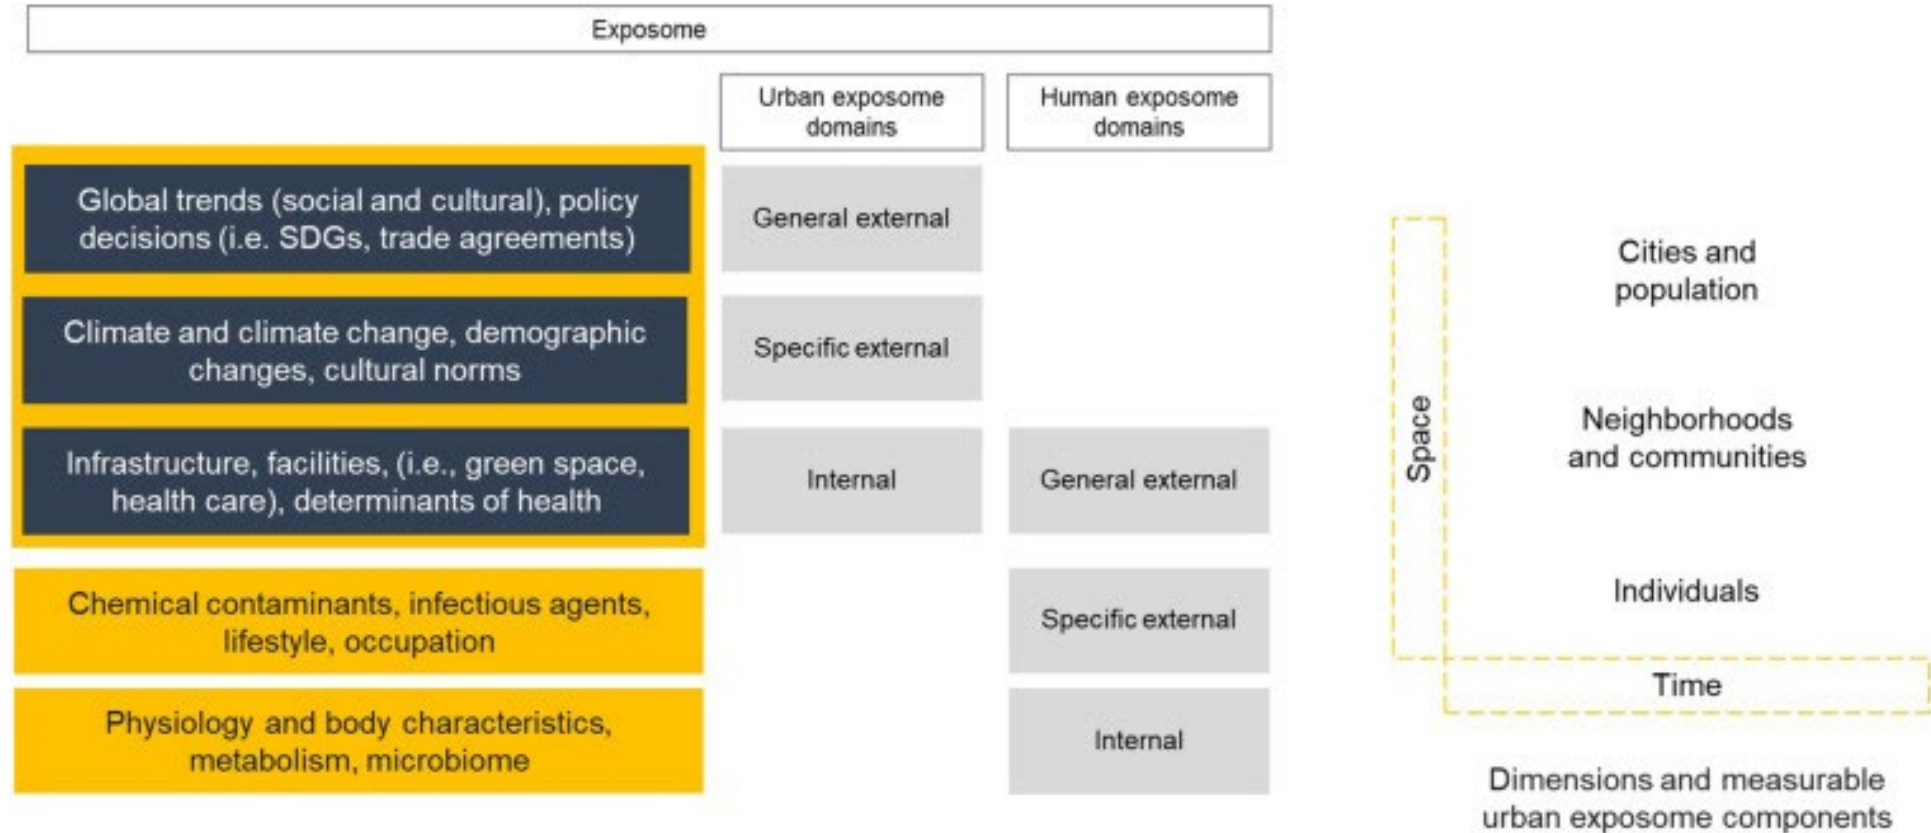 Exposome
Urban exposome
domains
Human exposome
domains
Global trends (social and cultural), policy
decisions (i.e. SDGs, trade agreements)
General external
Climate and climate change, demographic
changes, cultural norms
Specific external
Infrastructure, facilities, (i.e., green space,
health care), determinants of health
Internal
General external
Chemical contaminants, infectious agents,
lifestyle, occupation
Specific external
Physiology and body characteristics,
metabolism, microbiome
Internal
Space
Cities and
population
Neighborhoods
and communities
Individuals
Time
Dimensions and measurable
urban exposome components